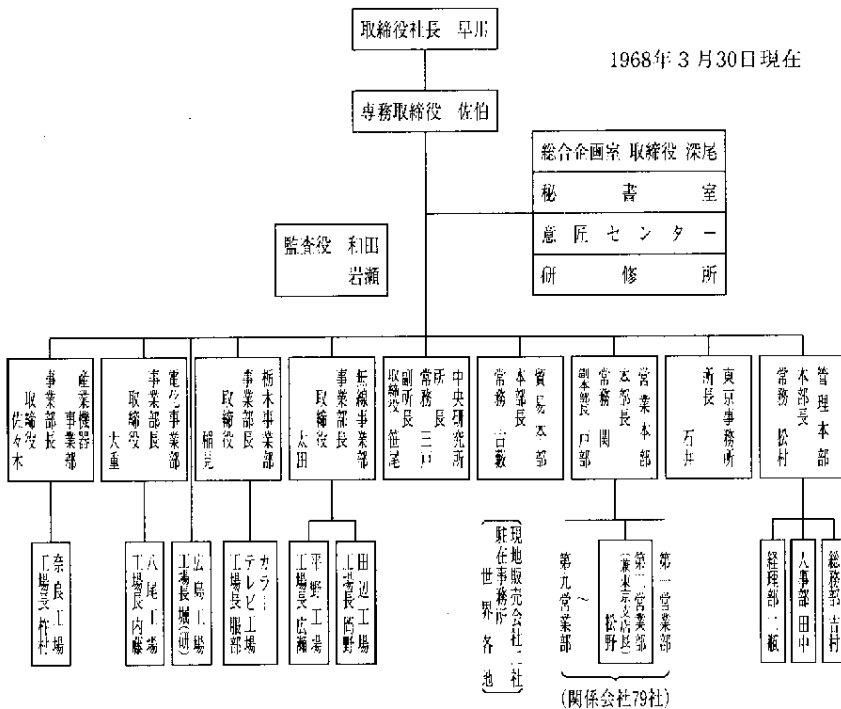 取締役社長 早川
1968年3月30日現在
専務取締役 佐伯
総合企画室 取締役 深尾
秘書室
意匠センター
研修所
監査役 和田
岩瀬
管理本部
本部長
常務 松村
東京事務所
所長 石井
営業本部
本部長
常務 関
副本部長 戸部
貿易本部
本部長
常務 吉藪
中央研究所
所長
常務 三戸
副所長
取締役 笹尾
無線事業部
事業部長
取締役 太田
栃木事業部
事業部長
取締役 稲見
電化事業部
事業部長
取締役 大重
産業機器
事業部
事業部長
取締役
佐々木
総務部 吉村
人事部 田中
経理部 二瓶
第一営業部
第二営業部
(兼東京支店長)
松野
〜
第九営業部
(関係会社79社)
現地販売会社二社
駐在事務所
世界各地
田辺工場
工場長 岡野
平野工場
工場長 広瀬
カラー
テレビ工場
工場長 服部
広島工場
工場長 堀(研)
八尾工場
工場長 内藤
奈良工場
工場長